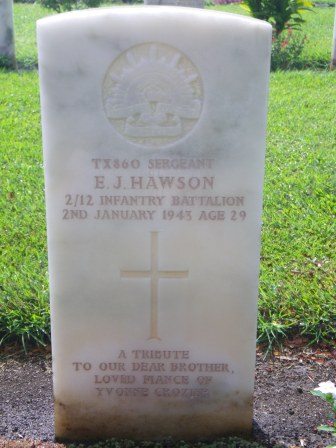 TX860 SERGEANT
E. J. HAWSON
2/12 INFANTRY BATTALION
2ND JANUARY 1943 AGE 29
A TRIBUTE
TO OUR DEAR BROTHER,
LOVED FIANCE OF
YVONNE